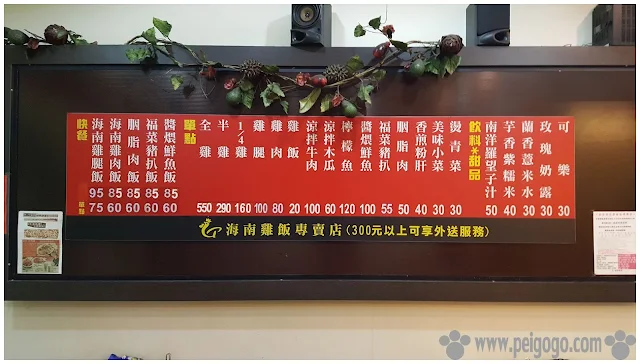 快餐
海南雞腿飯 95 75
海南雞肉飯 85 60
胭脂肉飯 85 60
福菜豬扒飯 85 60
醬煨鮮魚飯 85 60
單點
單點
全雞 550
半雞 290
1/4雞 160
雞腿 100
雞肉 80
雞飯 20
涼拌牛肉 100
涼拌木瓜 60
檸檬魚 120
醬煨鮮魚 100
福菜豬扒 55
胭脂肉 50
香煎粉肝 40
美味小菜 30
燙青菜 30
飲料*甜品
南洋羅望子汁 50
芋香紫糯米 40
蘭香薏米水 30
玫瑰奶露 30
可樂 30
海南雞飯專賣店(300元以上可享外送服務)
www.peigogo.com